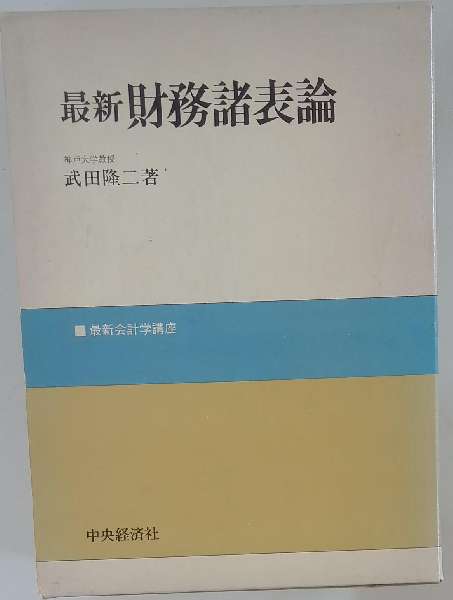 最新 財務諸表論
神戸大学教授
武田隆二著
■ 最新会計学講座
中央経済社